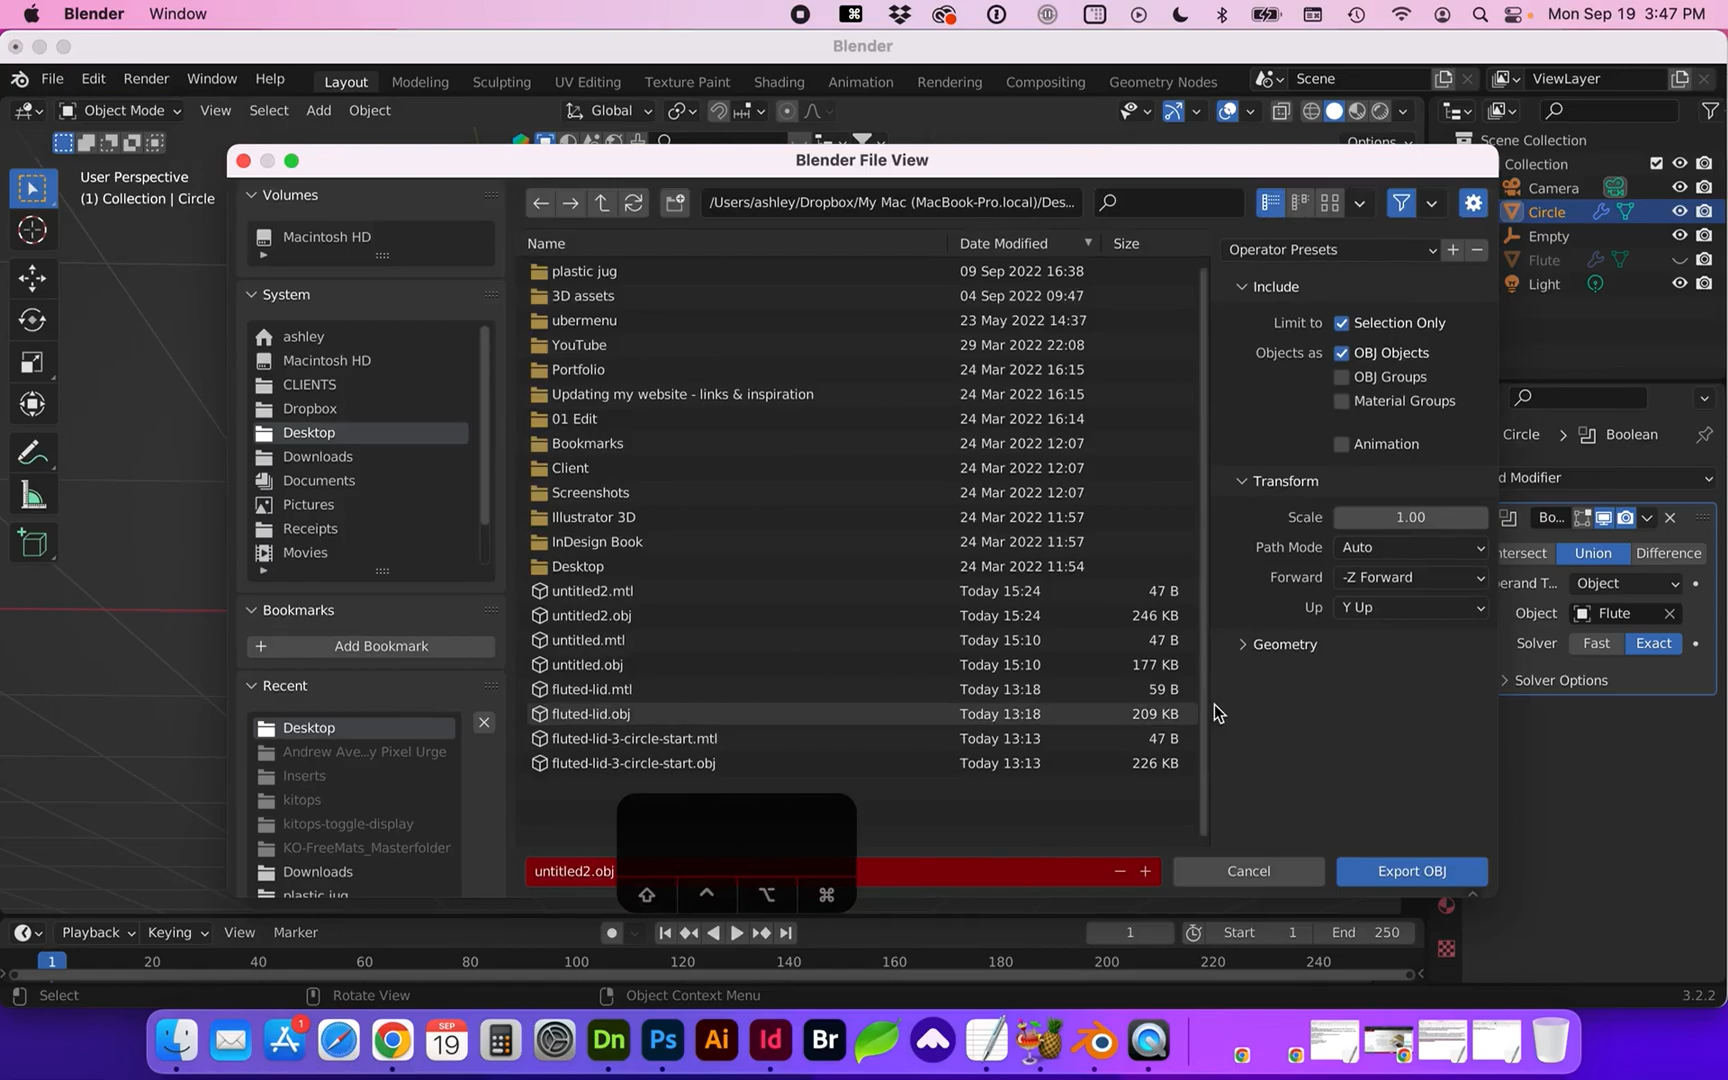 Blender Window Mon Sep 19 3:47 PM
Blender
File Edit Render Window Help Layout Modeling Sculpting UV Editing Texture Paint Shading Animation Rendering Compositing Geometry Nodes Scene ViewLayer
Object Mode View Select Add Object Global
Options
User Perspective
(1) Collection | Circle
Blender File View
Scene Collection
Collection
Camera
Circle
Empty
Flute
Light
Volumes
Macintosh HD
System
ashley
Macintosh HD
CLIENTS
Dropbox
Desktop
Downloads
Documents
Pictures
Receipts
Movies
Bookmarks
Add Bookmark
Recent
Desktop
Andrew Ave...y Pixel Urge
Inserts
kitops
kitops-toggle-display
KO-FreeMats_Masterfolder
Downloads
plastic jug
/Users/ashley/Dropbox/My Mac (MacBook-Pro.local)/Des...
Name Date Modified Size
plastic jug 09 Sep 2022 16:38
3D assets 04 Sep 2022 09:47
ubermenu 23 May 2022 14:37
YouTube 29 Mar 2022 22:08
Portfolio 24 Mar 2022 16:15
Updating my website - links & inspiration 24 Mar 2022 16:15
01 Edit 24 Mar 2022 16:14
Bookmarks 24 Mar 2022 12:07
Client 24 Mar 2022 12:07
Screenshots 24 Mar 2022 12:07
Illustrator 3D 24 Mar 2022 11:57
InDesign Book 24 Mar 2022 11:57
Desktop 24 Mar 2022 11:54
untitled2.mtl Today 15:24 47 B
untitled2.obj Today 15:24 246 KB
untitled.mtl Today 15:10 47 B
untitled.obj Today 15:10 177 KB
fluted-lid.mtl Today 13:18 59 B
fluted-lid.obj Today 13:18 209 KB
fluted-lid-3-circle-start.mtl Today 13:13 47 B
fluted-lid-3-circle-start.obj Today 13:13 226 KB
untitled2.obj
Cancel Export OBJ
Operator Presets
Include
Limit to Selection Only
Objects as OBJ Objects
OBJ Groups
Material Groups
Animation
Transform
Scale 1.00
Path Mode Auto
Forward -Z Forward
Up Y Up
Geometry
Circle Boolean
d Modifier
Bo...
ntersect Union Difference
erand T... Object
Object Flute
Solver Fast Exact
Solver Options
Playback Keying View Marker 1 Start 1 End 250
1 20 40 60 80 100 120 140 160 180 200 220 240
Select Rotate View Object Context Menu 3.2.2
1 SEP 19 Dn Ps Ai Id Br